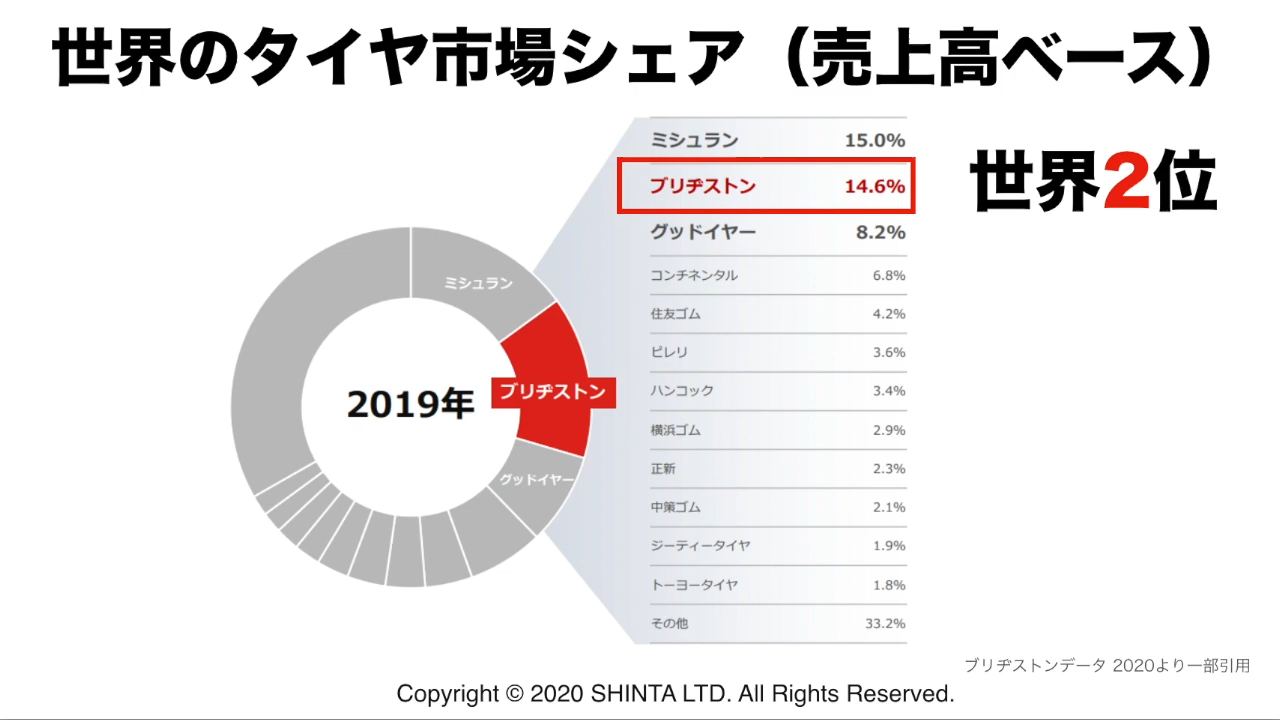 世界のタイヤ市場シェア（売上高ベース）
世界2位
ミシュラン 15.0%
ブリヂストン 14.6%
グッドイヤー 8.2%
コンチネンタル 6.8%
住友ゴム 4.2%
ピレリ 3.6%
ハンコック 3.4%
横浜ゴム 2.9%
正新 2.3%
中策ゴム 2.1%
ジーティータイヤ 1.9%
トーヨータイヤ 1.8%
その他 33.2%
ミシュラン
ブリヂストン
グッドイヤー
2019年
ブリヂストンデータ 2020より一部引用
Copyright © 2020 SHINTA LTD. All Rights Reserved.